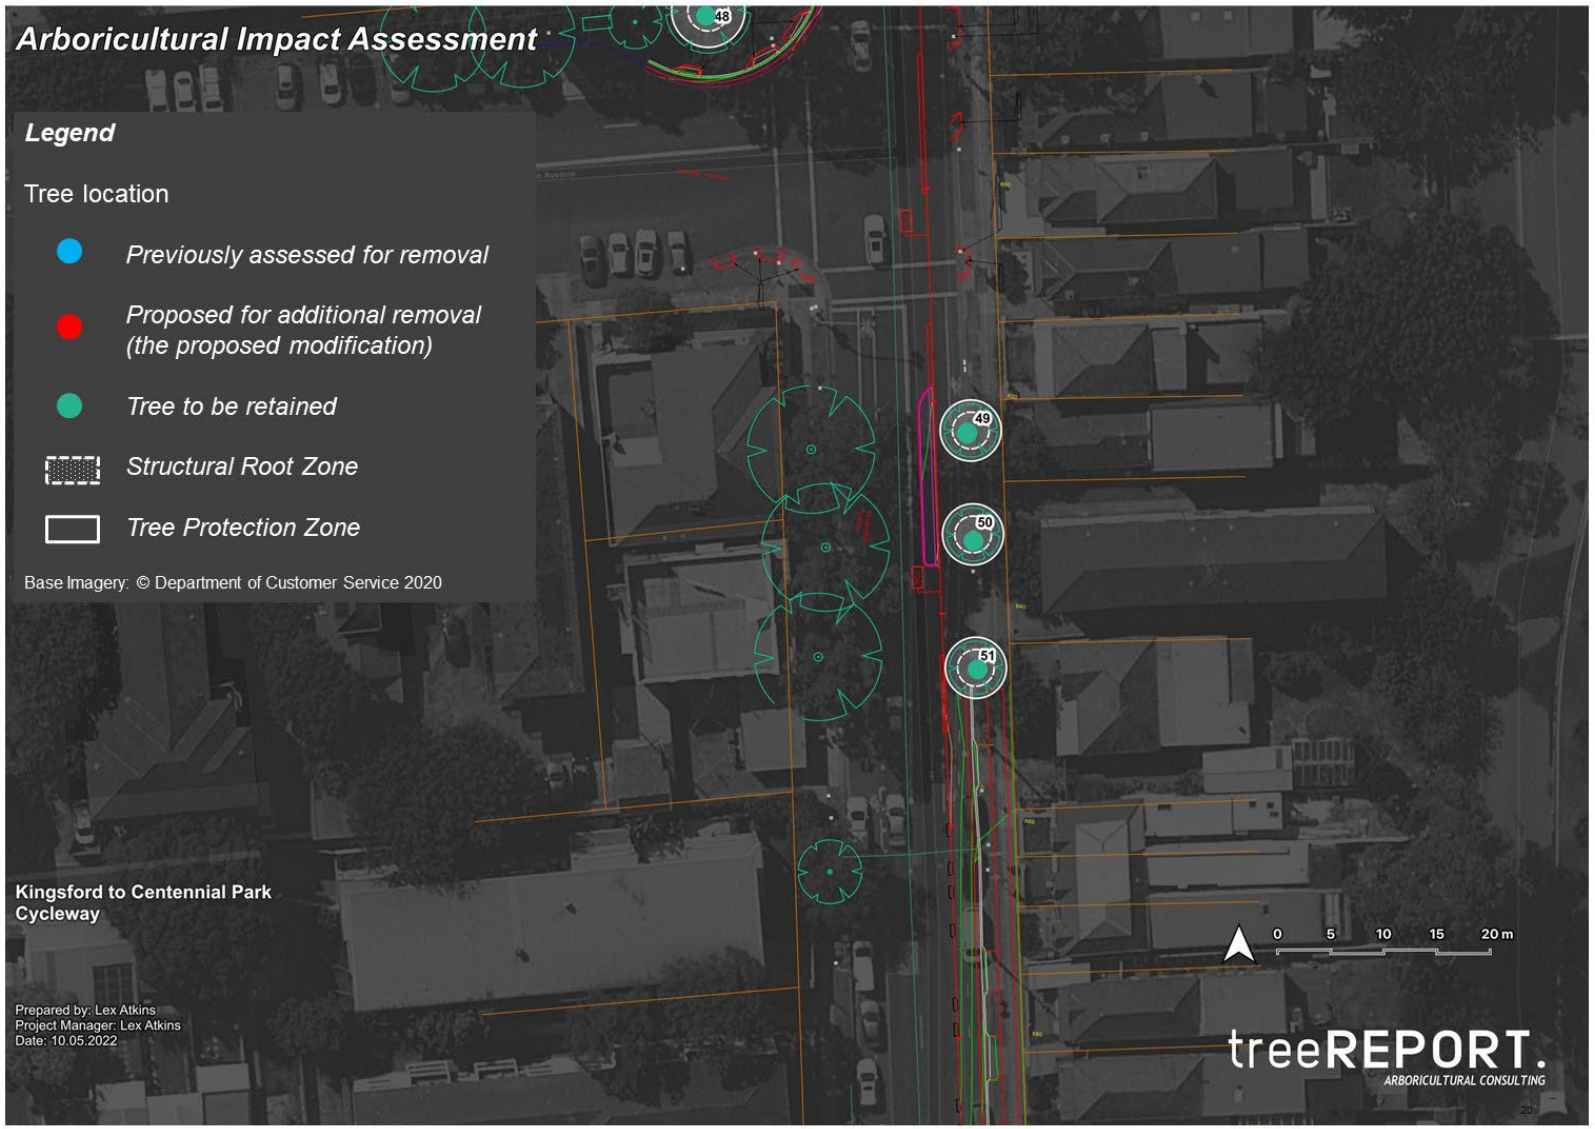 Arboricultural Impact Assessment
48
Legend
Tree location
Previously assessed for removal
Proposed for additional removal
(the proposed modification)
Tree to be retained
Structural Root Zone
Tree Protection Zone
Base Imagery: © Department of Customer Service 2020
Avenue
49
50
51
Kingsford to Centennial Park
Cycleway
0 5 10 15 20 m
Prepared by: Lex Atkins
Project Manager: Lex Atkins
Date: 10.05.2022
treeREPORT.
ARBORICULTURAL CONSULTING
20